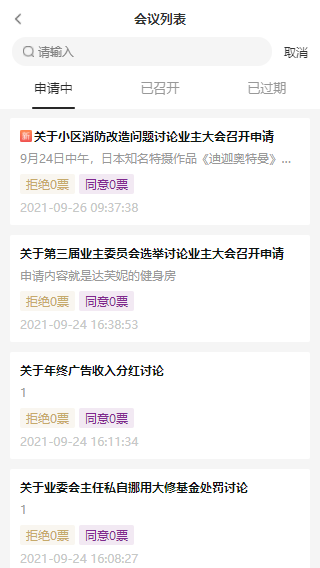 会议列表
请输入
取消
申请中
已召开
已过期
新 关于小区消防改造问题讨论业主大会召开申请
9月24日中午，日本知名特摄作品《迪迦奥特曼》...
拒绝0票 同意0票
2021-09-26 09:37:38
关于第三届业主委员会选举讨论业主大会召开申请
申请内容就是达芙妮的健身房
拒绝0票 同意0票
2021-09-24 16:38:53
关于年终广告收入分红讨论
1
拒绝0票 同意0票
2021-09-24 16:11:34
关于业委会主任私自挪用大修基金处罚讨论
1
拒绝0票 同意0票
2021-09-24 16:08:27